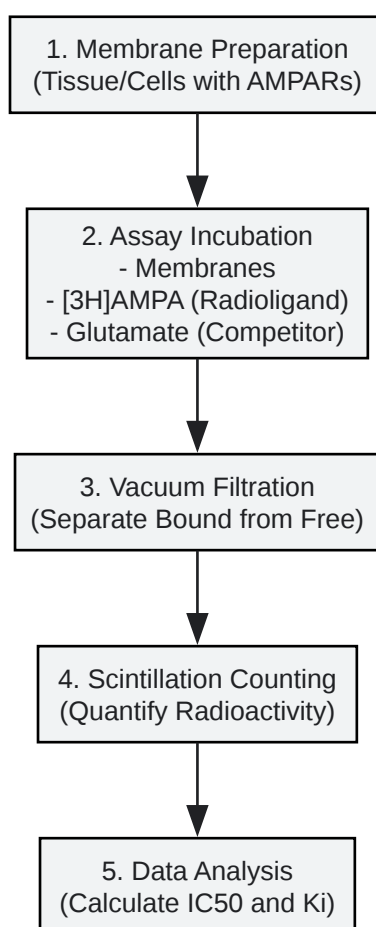 1. Membrane Preparation
(Tissue/Cells with AMPARs)
2. Assay Incubation
- Membranes
- [3H]AMPA (Radioligand)
- Glutamate (Competitor)
3. Vacuum Filtration
(Separate Bound from Free)
4. Scintillation Counting
(Quantify Radioactivity)
5. Data Analysis
(Calculate IC50 and Ki)